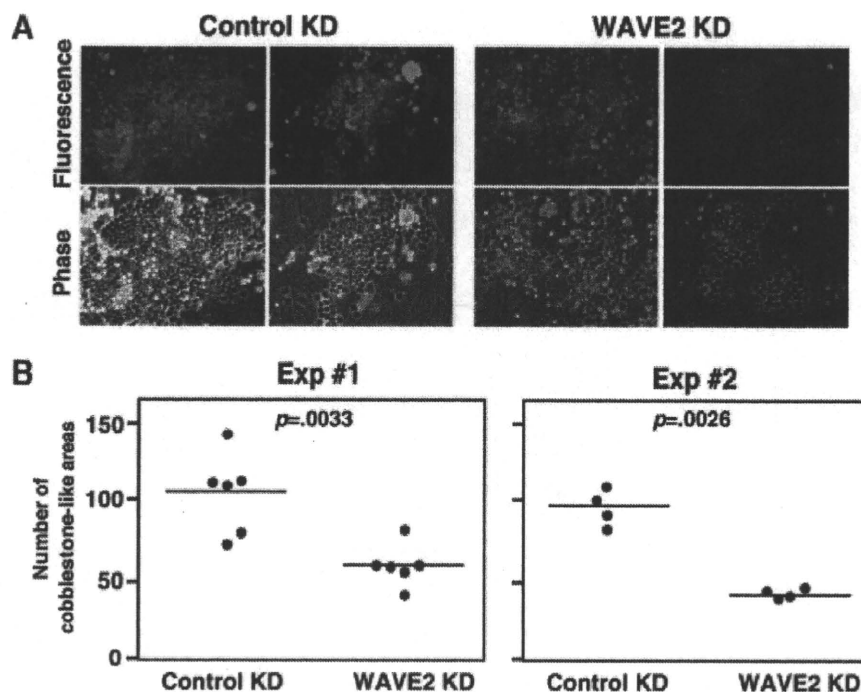 A
Control KD
WAVE2 KD
Fluorescence
Phase
B
Exp #1
Exp #2
p=.0033
p=.0026
Number of
cobblestone-like areas
150
100
50
0
Control KD
WAVE2 KD
Control KD
WAVE2 KD